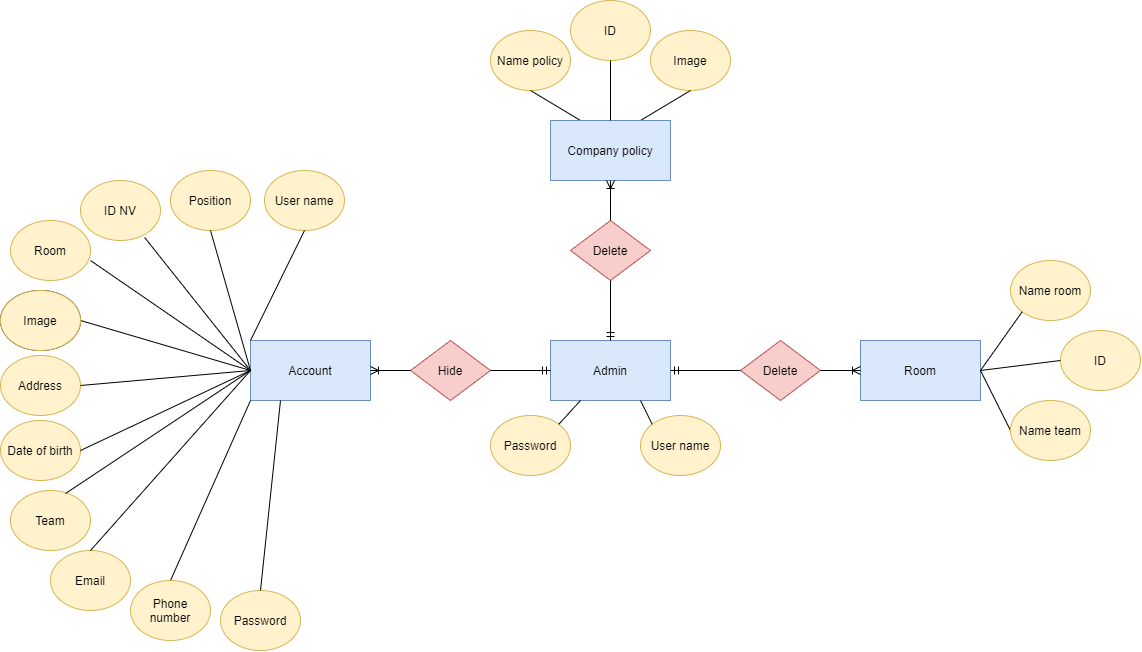 ID
Name policy
Image
Company policy
ID NV
Position
User name
Room
Delete
Name room
Image
Address
Account
Hide
Admin
Delete
Room
ID
Date of birth
Password
User name
Name team
Team
Email
Phone
number
Password